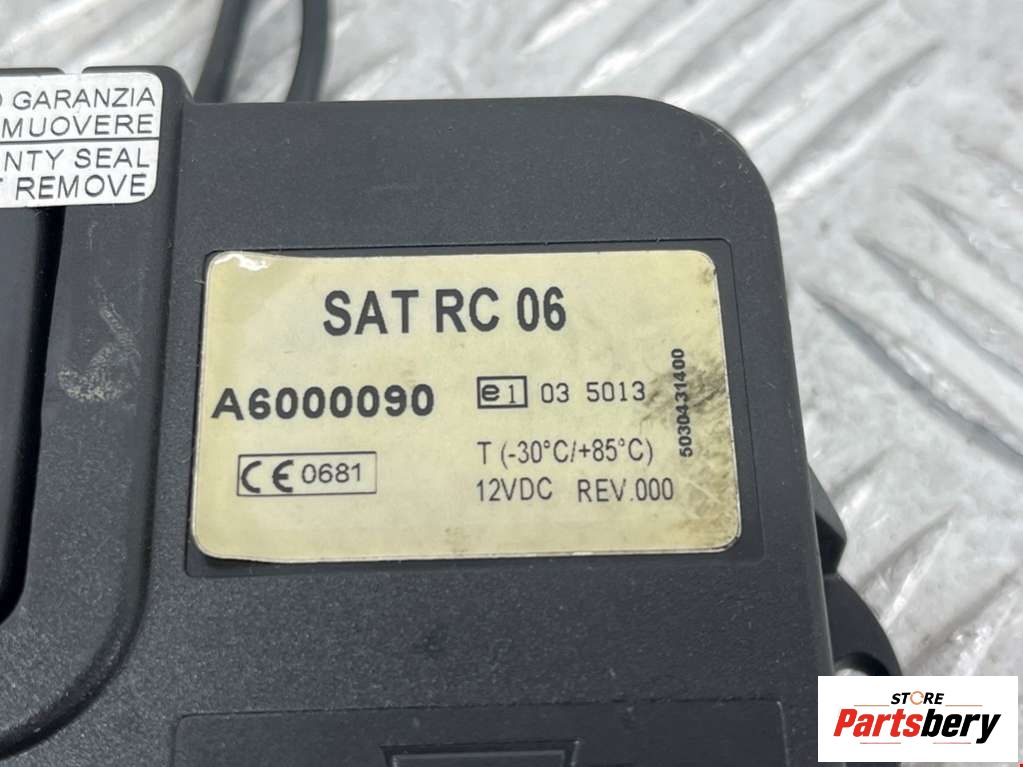 GARANZIA
MUOVERE
NTY SEAL
REMOVE
SAT RC 06
A6000090
e1 03 5013
CE 0681
T (-30°C/+85°C)
12VDC REV.000
5030431400
STORE
Partsbery